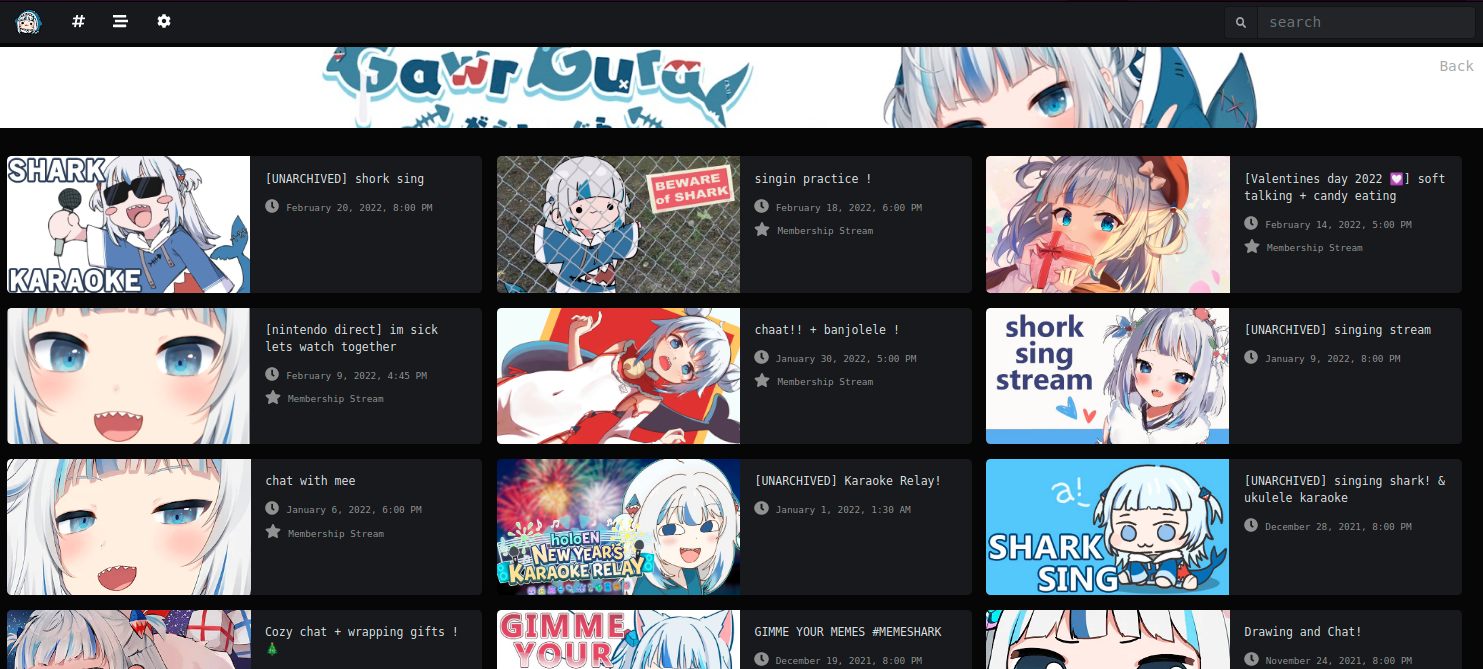 search
Gawr Gura
Back
がうる・ぐら
SHARK
KARAOKE
[UNARCHIVED] shork sing
February 20, 2022, 8:00 PM
BEWARE
of SHARK
singin practice !
February 18, 2022, 6:00 PM
Membership Stream
[Valentines day 2022 💟] soft
talking + candy eating
February 14, 2022, 5:00 PM
Membership Stream
[nintendo direct] im sick
lets watch together
February 9, 2022, 4:45 PM
Membership Stream
chaat!! + banjolele !
January 30, 2022, 5:00 PM
Membership Stream
shork
sing
stream
[UNARCHIVED] singing stream
January 9, 2022, 8:00 PM
chat with mee
January 6, 2022, 6:00 PM
Membership Stream
holoEN
NEW YEAR'S
KARAOKE RELAY
[UNARCHIVED] Karaoke Relay!
January 1, 2022, 1:30 AM
a!
SHARK
SING
[UNARCHIVED] singing shark! &
ukulele karaoke
December 28, 2021, 8:00 PM
Cozy chat + wrapping gifts !
🎄
GIMME
YOUR
GIMME YOUR MEMES #MEMESHARK
December 19, 2021, 8:00 PM
Drawing and Chat!
November 24, 2021, 8:00 PM